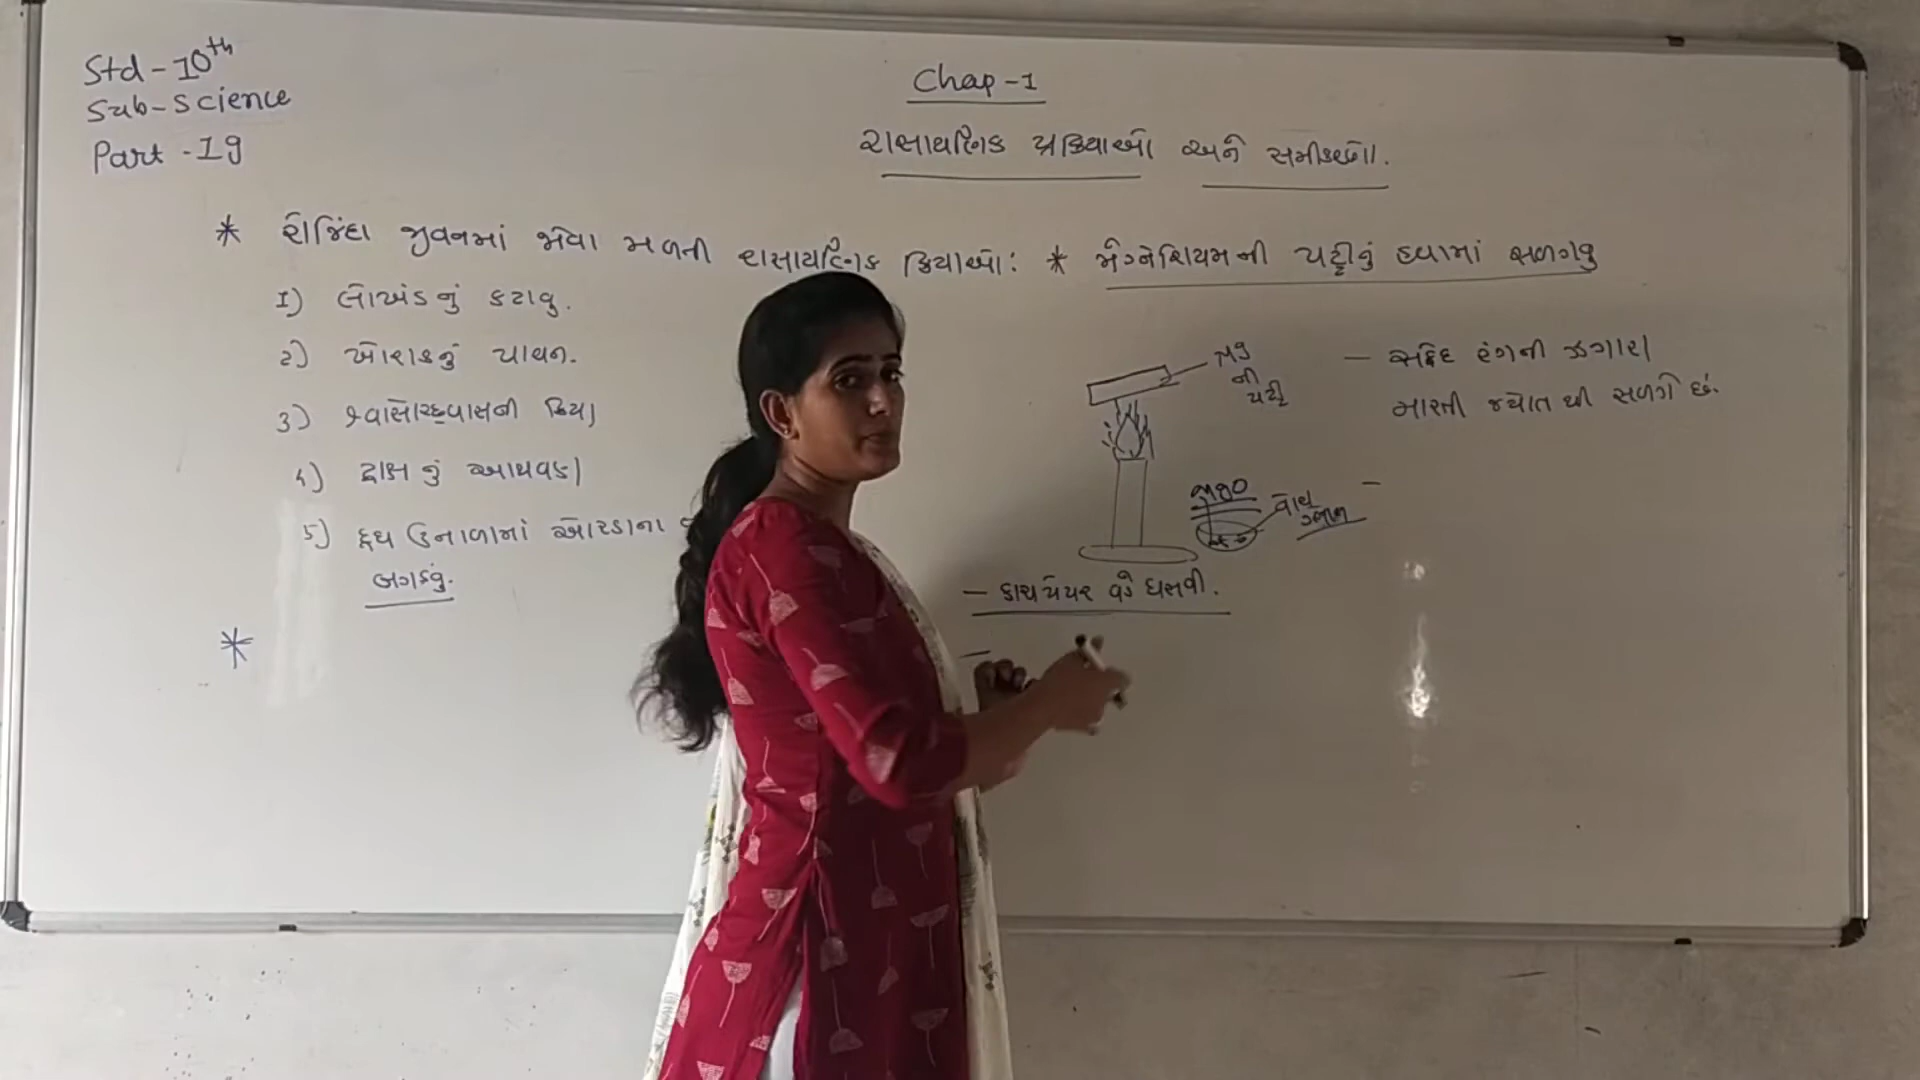 Std - 10th
Sub - Science
Part - 19
Chap - 1
રાસાયણિક પ્રક્રિયાઓ અને સમીકરણો.
* રોજિંદા જીવનમાં જોવા મળતી રાસાયણિક ક્રિયાઓ:
1) લોખંડનું કટાવુ.
2) ખોરાકનું પાચન.
3) શ્વાસોચ્છવાસની ક્રિયા
4) દ્રાક્ષ નું આથવણ
5) દૂધ ઉનાળામાં ઓરડાના
બગડવું.
*
* મેગ્નેશિયમની પટ્ટીનું હવામાં સળગવુ
Mg
ની
પટ્ટી
MgO
વોચ
ગ્લાસ
- કાચપેપર વડે ઘસવી.
-
- સફેદ રંગની ઝગારા
મારતી જ્યોત થી સળગે છે.
-